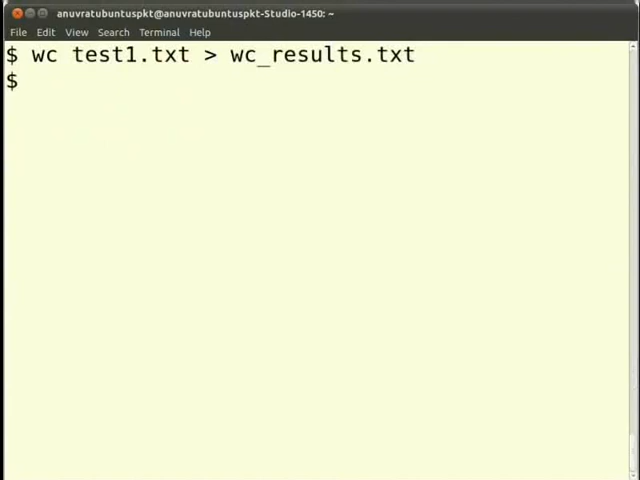 anuvratubuntuspkt@anuvratubuntuspkt-Studio-1450: ~
File Edit View Search Terminal Help
$ wc test1.txt > wc_results.txt
$